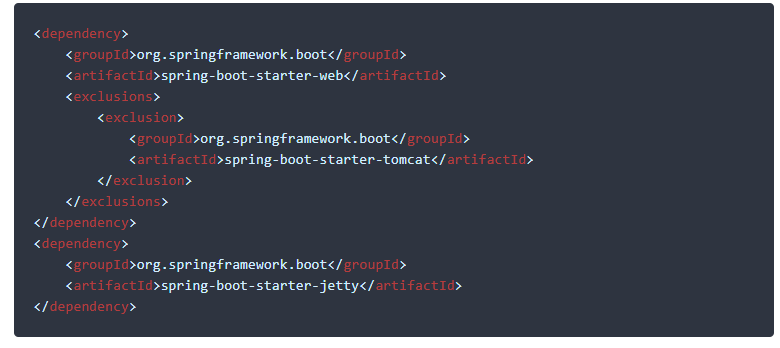 <dependency>
    <groupId>org.springframework.boot</groupId>
    <artifactId>spring-boot-starter-web</artifactId>
    <exclusions>
        <exclusion>
            <groupId>org.springframework.boot</groupId>
            <artifactId>spring-boot-starter-tomcat</artifactId>
        </exclusion>
    </exclusions>
</dependency>
<dependency>
    <groupId>org.springframework.boot</groupId>
    <artifactId>spring-boot-starter-jetty</artifactId>
</dependency>